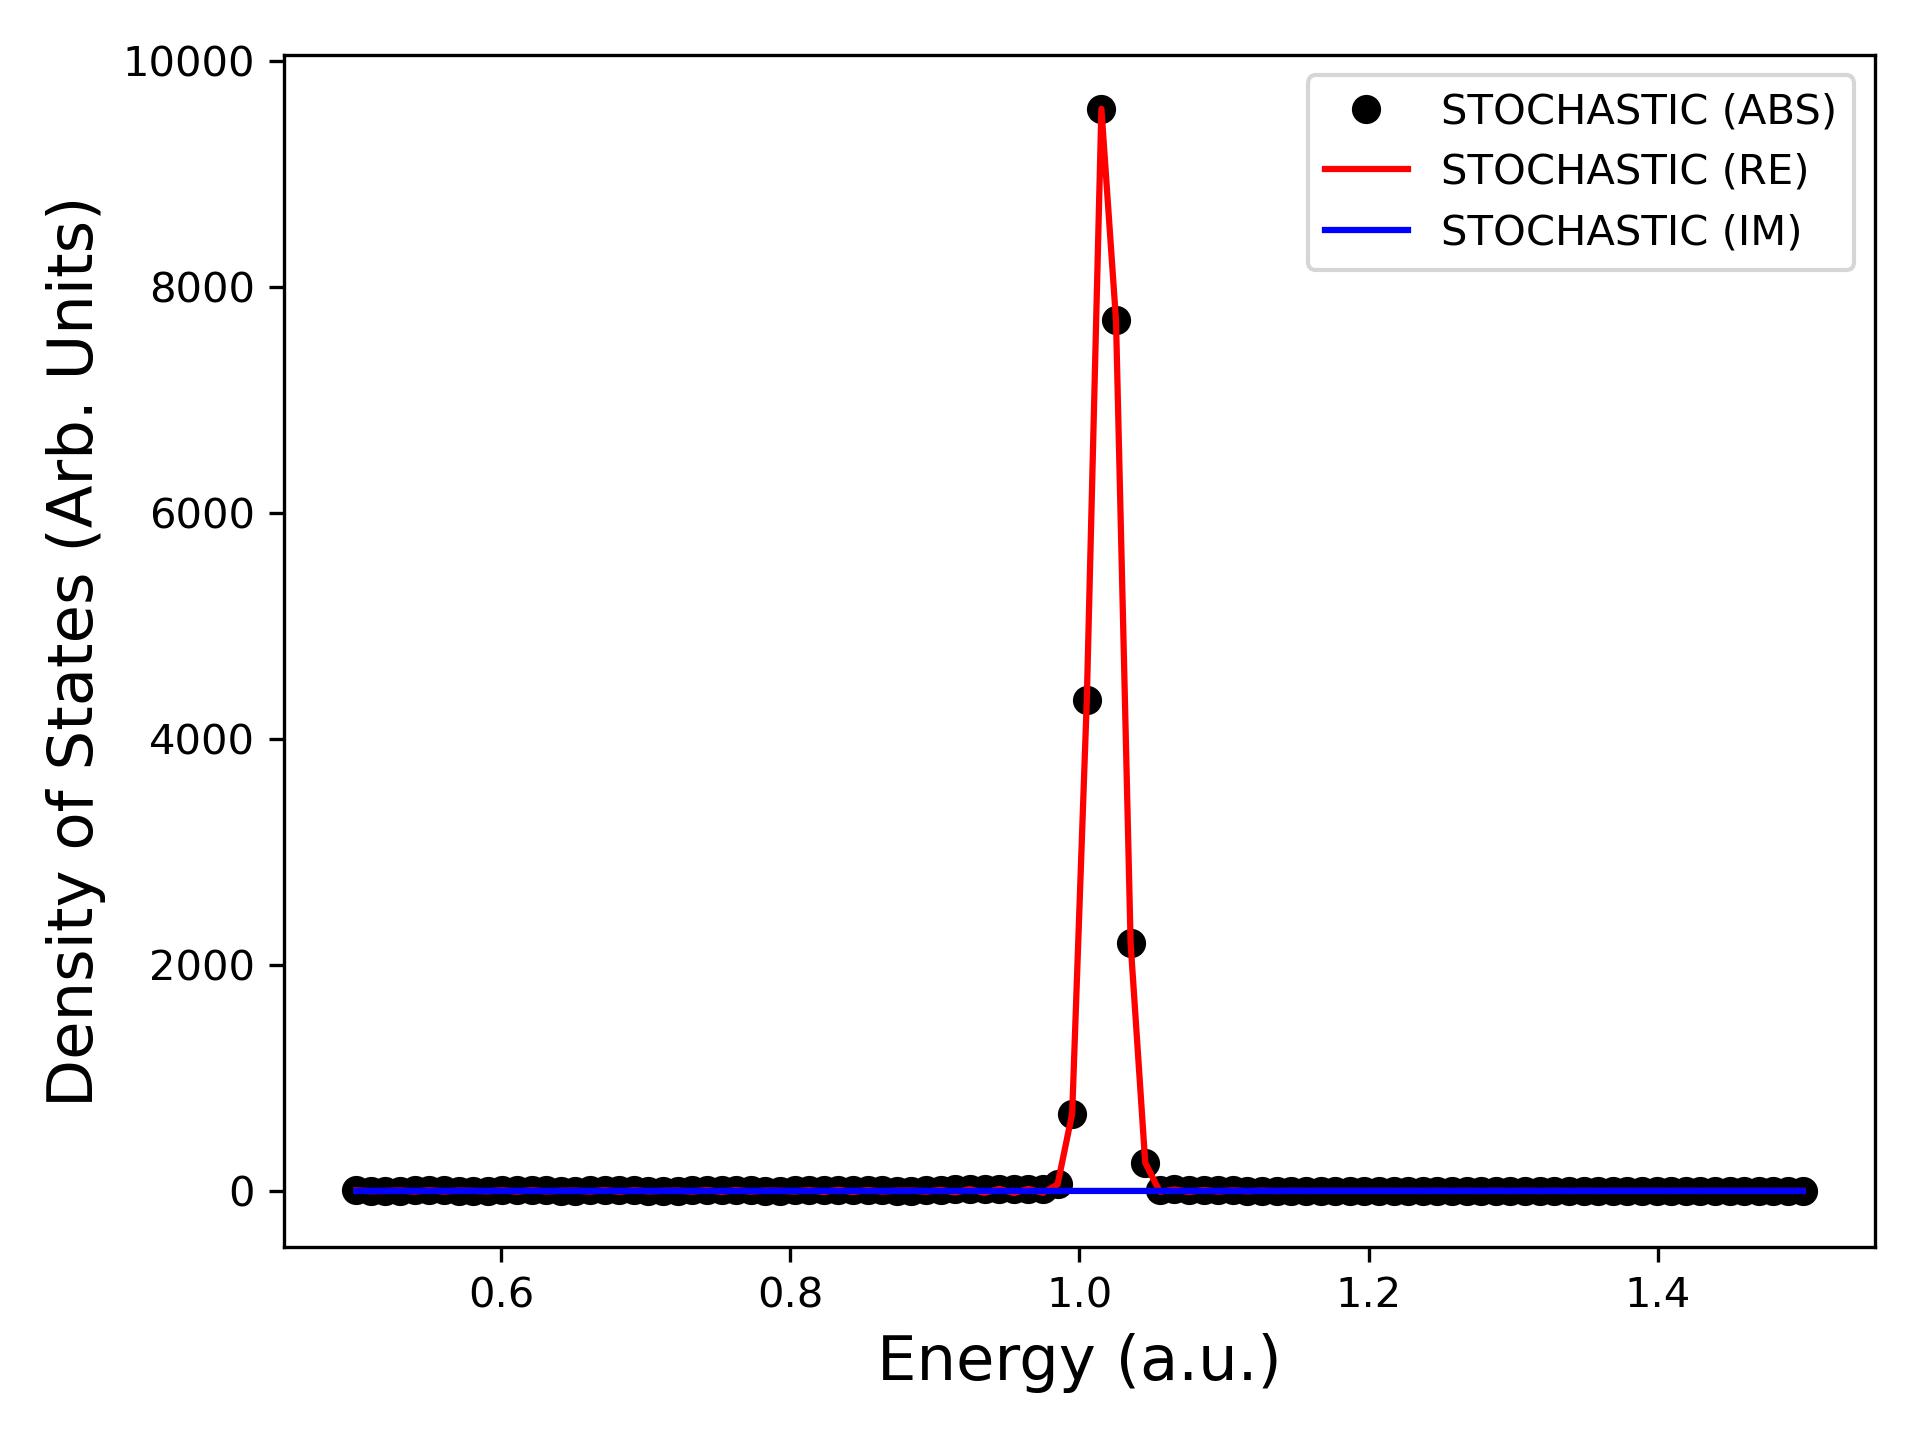 10000
8000
6000
4000
2000
0
Density of States (Arb. Units)
STOCHASTIC (ABS)
STOCHASTIC (RE)
STOCHASTIC (IM)
0.6 0.8 1.0 1.2 1.4
Energy (a.u.)